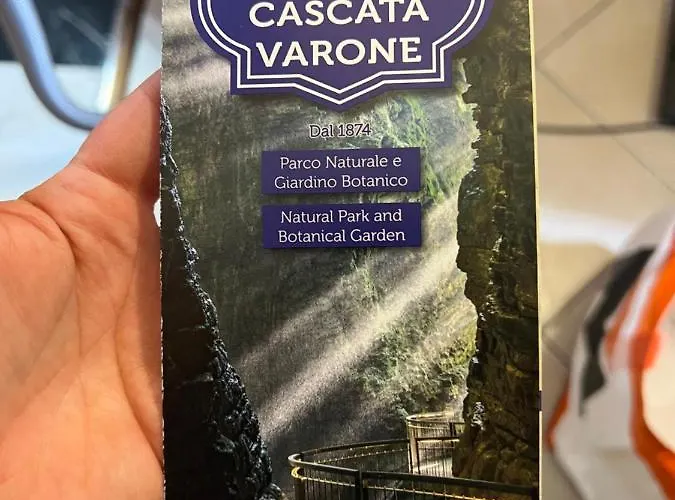 CASCATA
VARONE
Dal 1874
Parco Naturale e
Giardino Botanico
Natural Park and
Botanical Garden